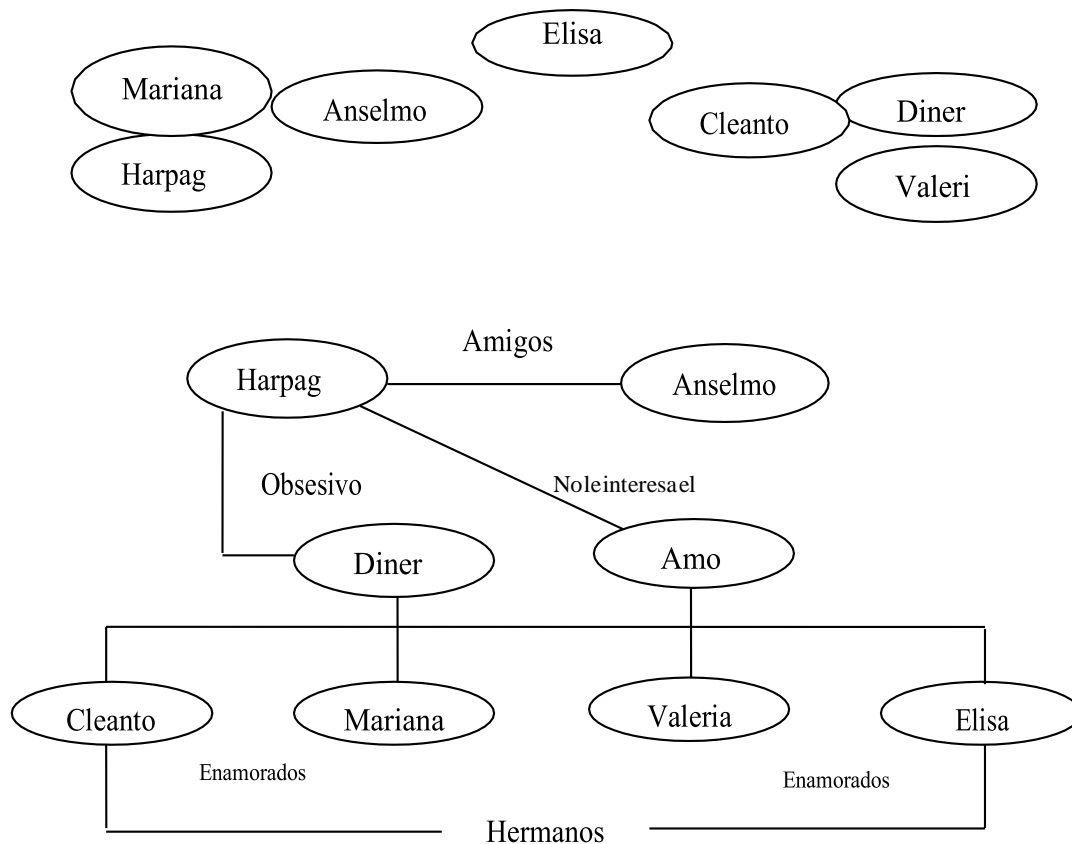 Elisa
Mariana
Anselmo
Cleanto
Diner
Harpag
Valeri
Amigos
Harpag
Anselmo
Obsesivo
Noleinteresael
Diner
Amo
Cleanto
Mariana
Valeria
Elisa
Enamorados
Enamorados
Hermanos